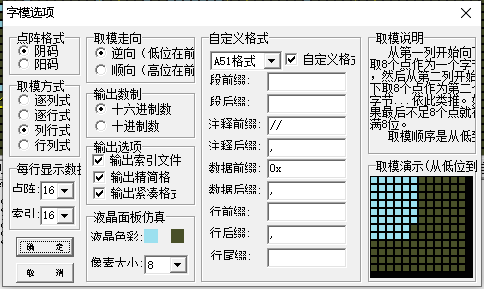 字模选项
点阵格式
阴码
阳码
取模方式
逐列式
逐行式
列行式
行列式
每行显示数据
点阵: 16
索引: 16
确 定
取 消
取模走向
逆向(低位在前
顺向(高位在前
输出数制
十六进制数
十进制数
输出选项
输出索引文件
输出精简格
输出紧凑格式
液晶面板仿真
液晶色彩:
像素大小: 8
自定义格式
A51格式
自定义格式
段前缀:
段后缀:
注释前缀: //
注释后缀: ,
数据前缀: 0x
数据后缀: ,
行前缀:
行后缀: ,
行尾缀:
取模说明
从第一列开始向下
取8个点作为一个字节
，然后从第二列开始向
下取8个点作为第二个
字节...依此类推。如
果最后不足8个点就补
满8位。
取模顺序是从低到
取模演示(从低位到